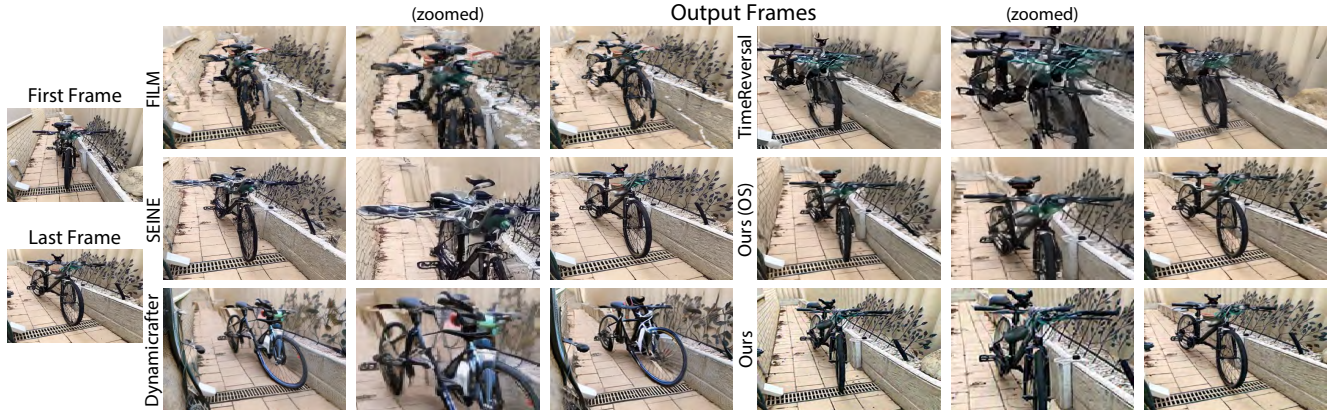 (zoomed)
Output Frames
(zoomed)
First Frame
Last Frame
FILM
SEINE
Dynamicrafter
TimeReversal
Ours (OS)
Ours